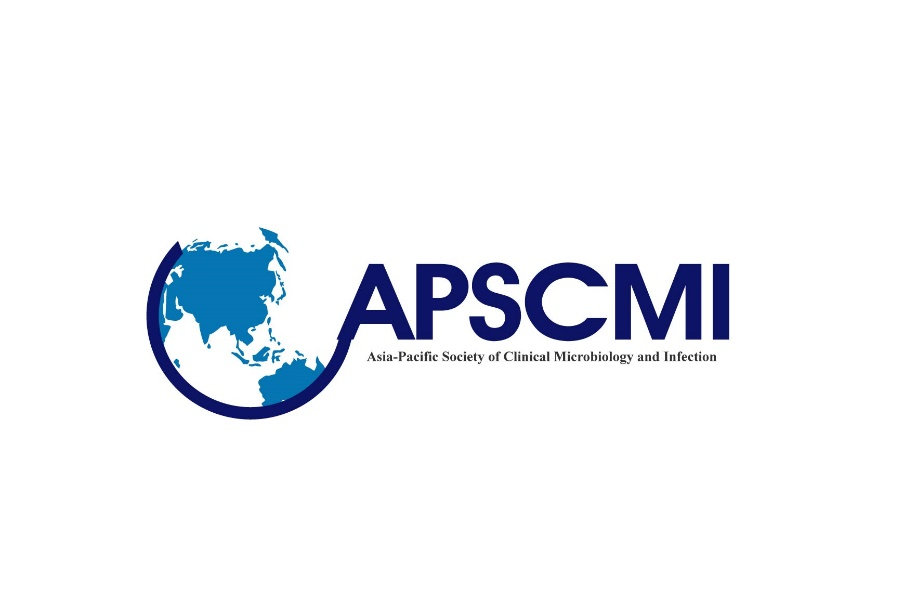 APSCMI
Asia-Pacific Society of Clinical Microbiology and Infection